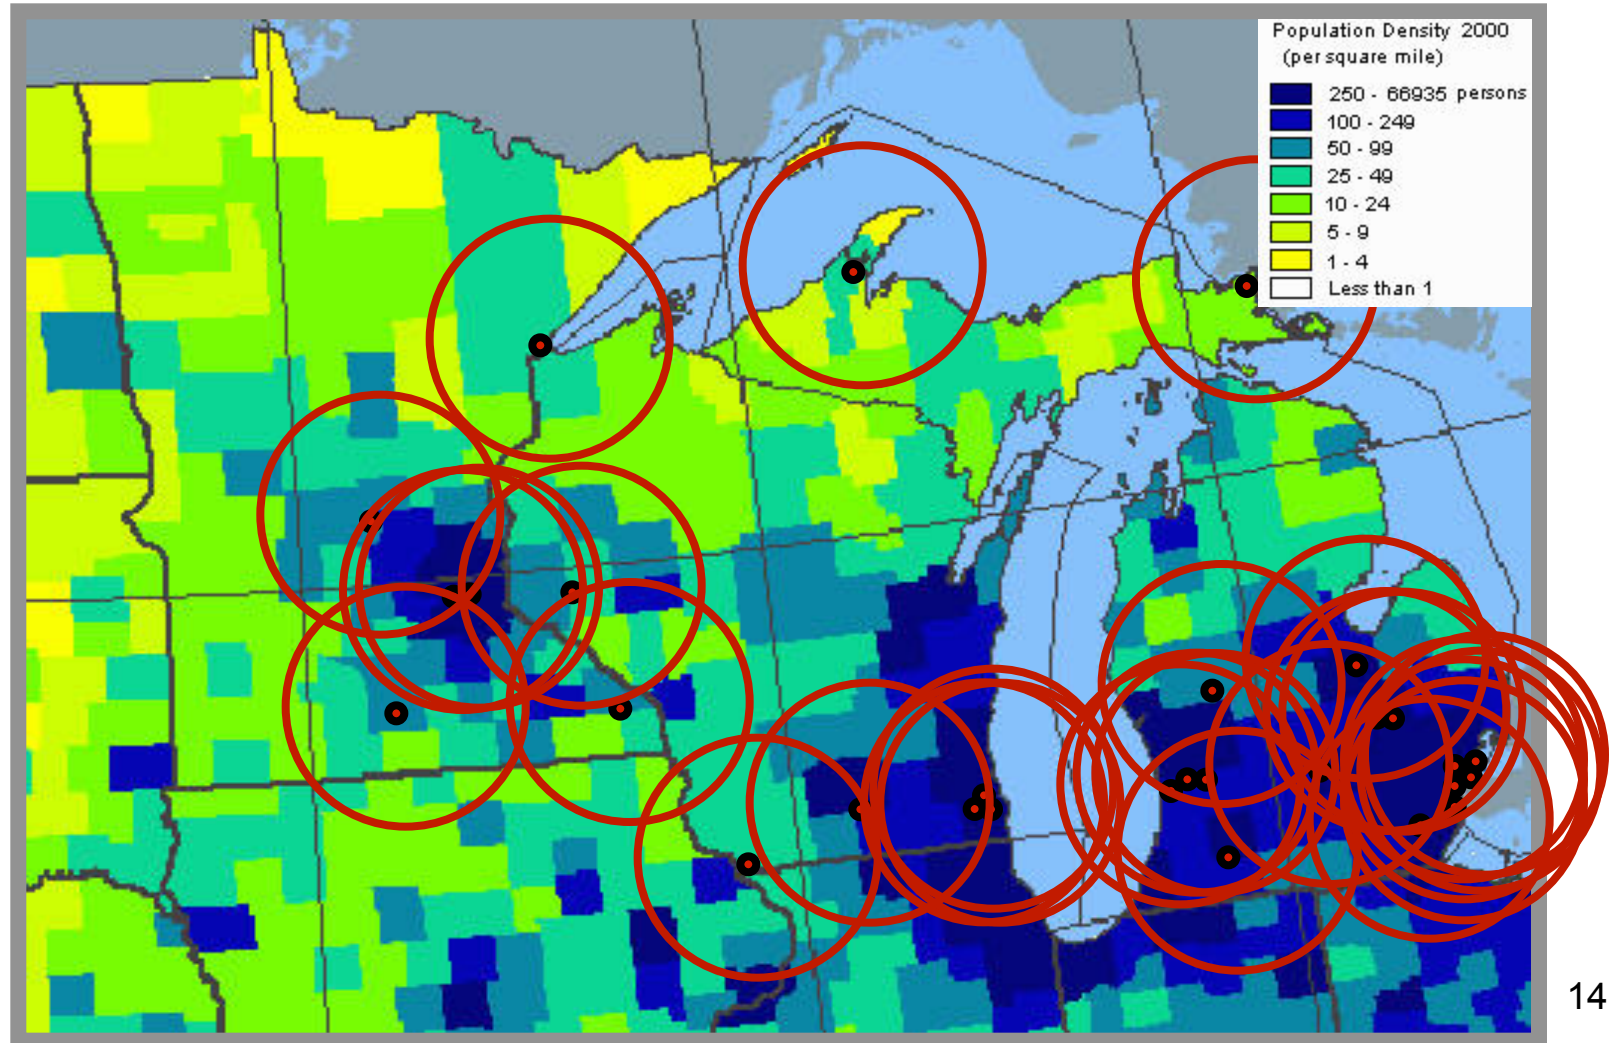 Population Density 2000
(per square mile)
250 - 66935 persons
100 - 249
50 - 99
25 - 49
10 - 24
5 - 9
1 - 4
Less than 1
14